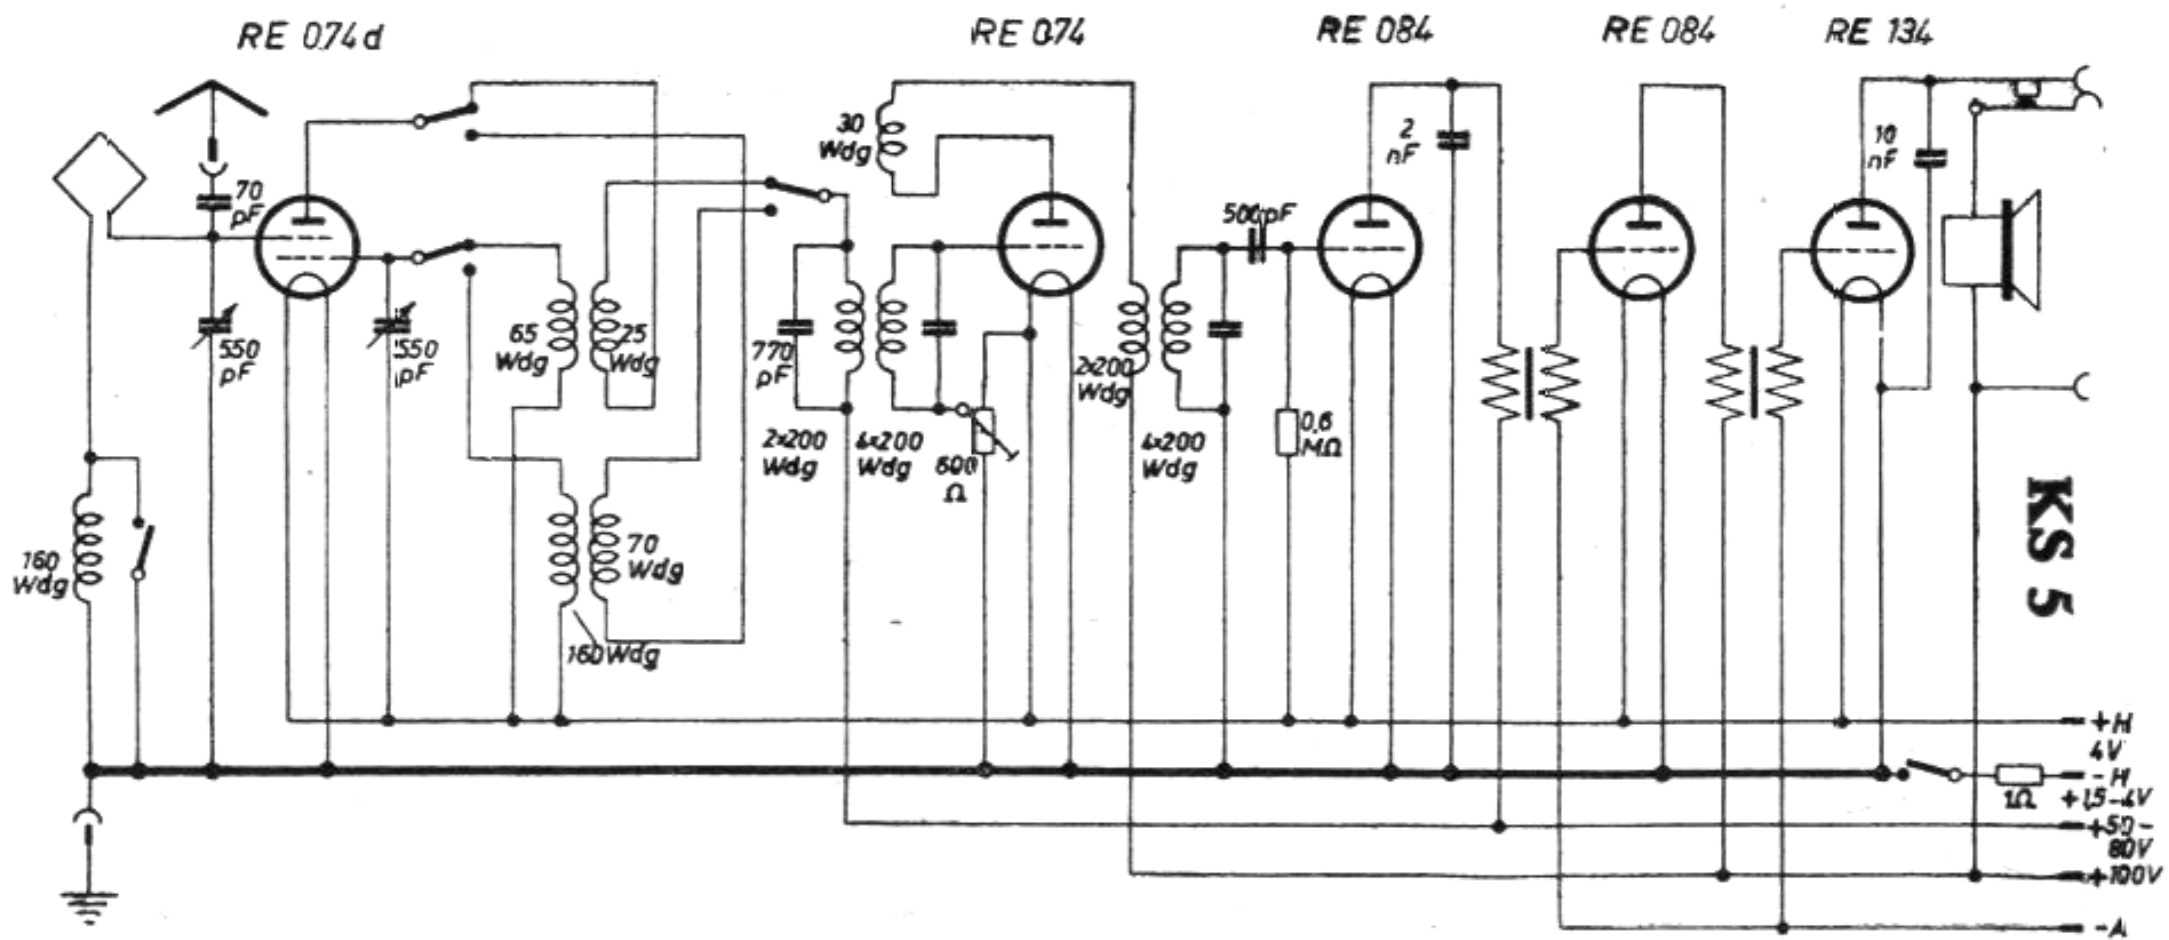 RE 074d
RE 074
RE 084
RE 084
RE 134
70
pF
550
pF
550
pF
65
Wdg
25
Wdg
30
Wdg
770
pF
2x200
Wdg
4x200
Wdg
600
Ω
2x200
Wdg
4x200
Wdg
500pF
0,6
MΩ
2
nF
10
nF
160
Wdg
70
Wdg
160Wdg
KS 5
+H
4V
-H
1Ω
+1,5-4V
+50-
80V
+100V
-A